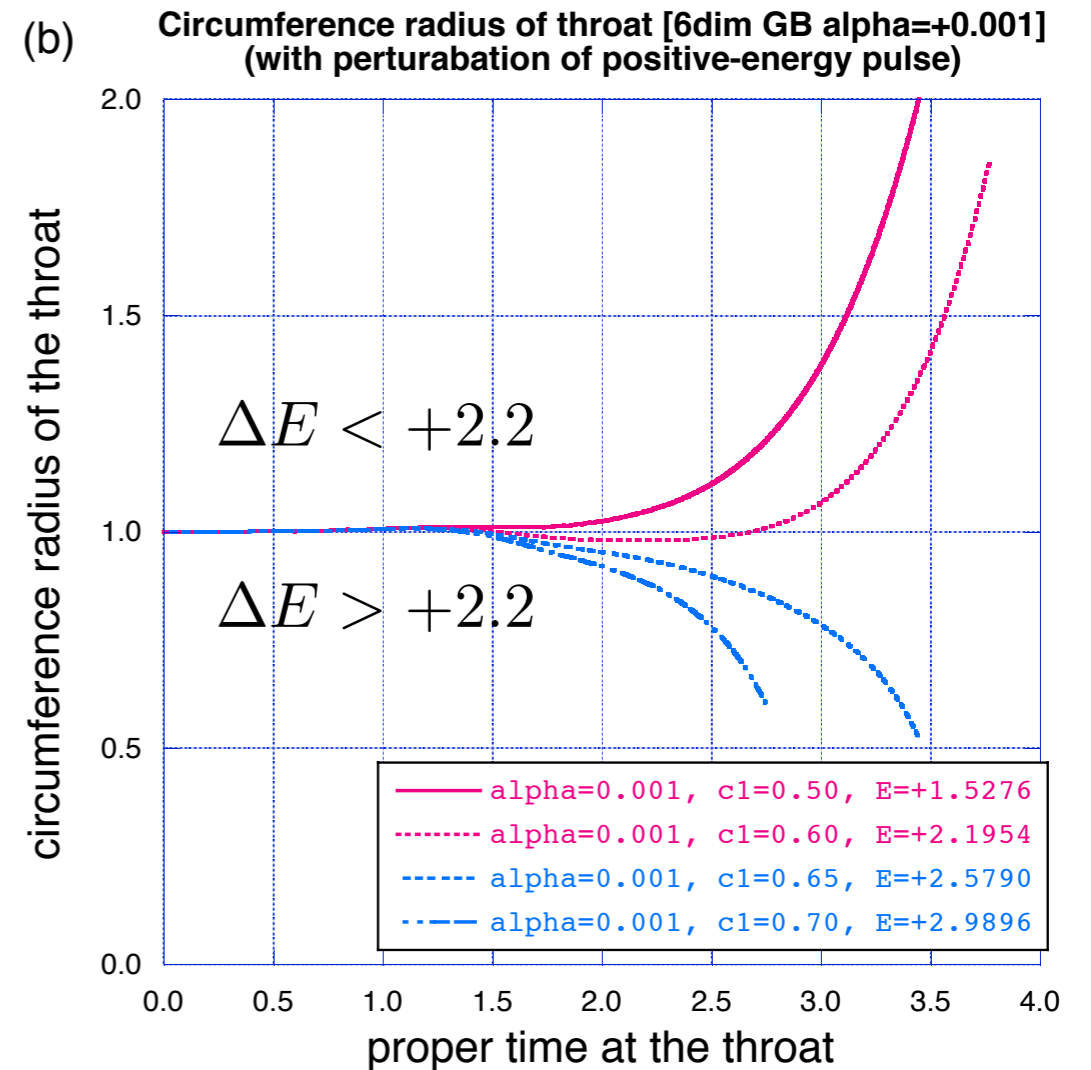 (b)
Circumference radius of throat [6dim GB alpha=+0.001]
(with perturabation of positive-energy pulse)
circumference radius of the throat
2.0
1.5
1.0
0.5
0.0
ΔE < +2.2
ΔE > +2.2
alpha=0.001, c1=0.50, E=+1.5276
alpha=0.001, c1=0.60, E=+2.1954
alpha=0.001, c1=0.65, E=+2.5790
alpha=0.001, c1=0.70, E=+2.9896
0.0 0.5 1.0 1.5 2.0 2.5 3.0 3.5 4.0
proper time at the throat